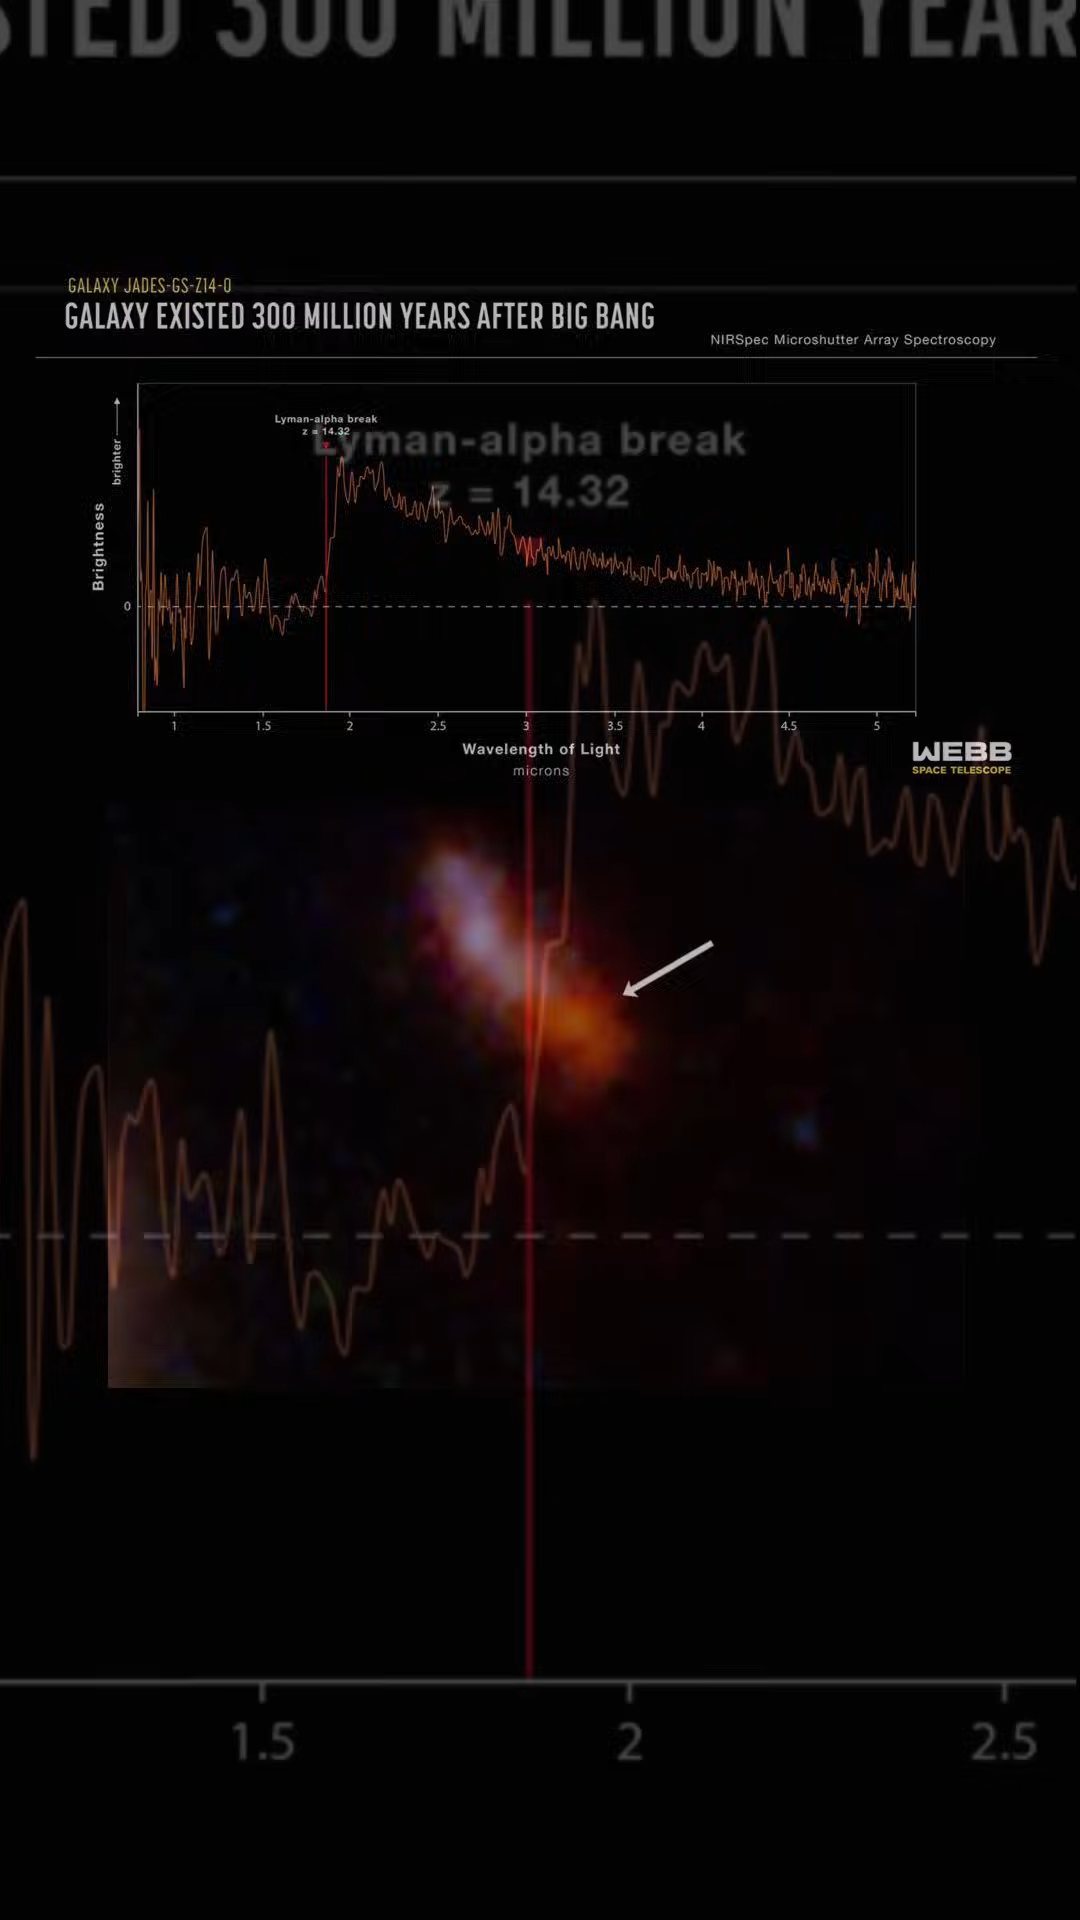 STED 300 MILLION YEAR
GALAXY JADES-GS-Z14-0
GALAXY EXISTED 300 MILLION YEARS AFTER BIG BANG
NIRSpec Microshutter Array Spectroscopy
Lyman-alpha break
z = 14.32
Lyman-alpha break
z = 14.32
brighter
Brightness
0
1 1.5 2 2.5 3 3.5 4 4.5 5
Wavelength of Light
microns
WEBB
SPACE TELESCOPE
1.5 2 2.5